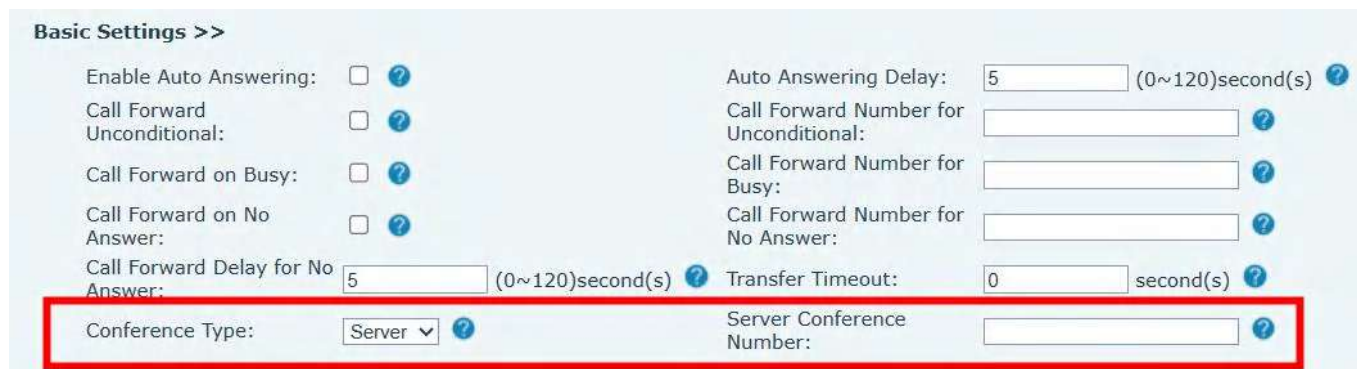 Basic Settings >>
Enable Auto Answering: ? Auto Answering Delay: 5 (0~120)second(s) ?
Call Forward
Unconditional: ? Call Forward Number for
Unconditional: ?
Call Forward on Busy: ? Call Forward Number for
Busy: ?
Call Forward on No
Answer: ? Call Forward Number for
No Answer: ?
Call Forward Delay for No
Answer: 5 (0~120)second(s) ? Transfer Timeout: 0 second(s) ?
Conference Type: Server ? Server Conference
Number: ?